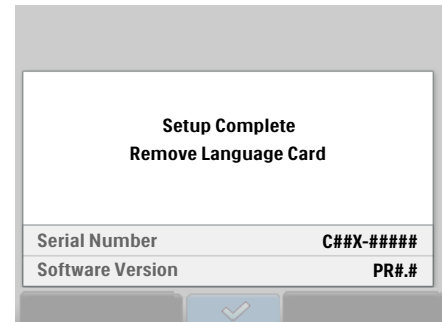 Setup Complete
Remove Language Card
Serial Number C##X-#####
Software Version PR#.#